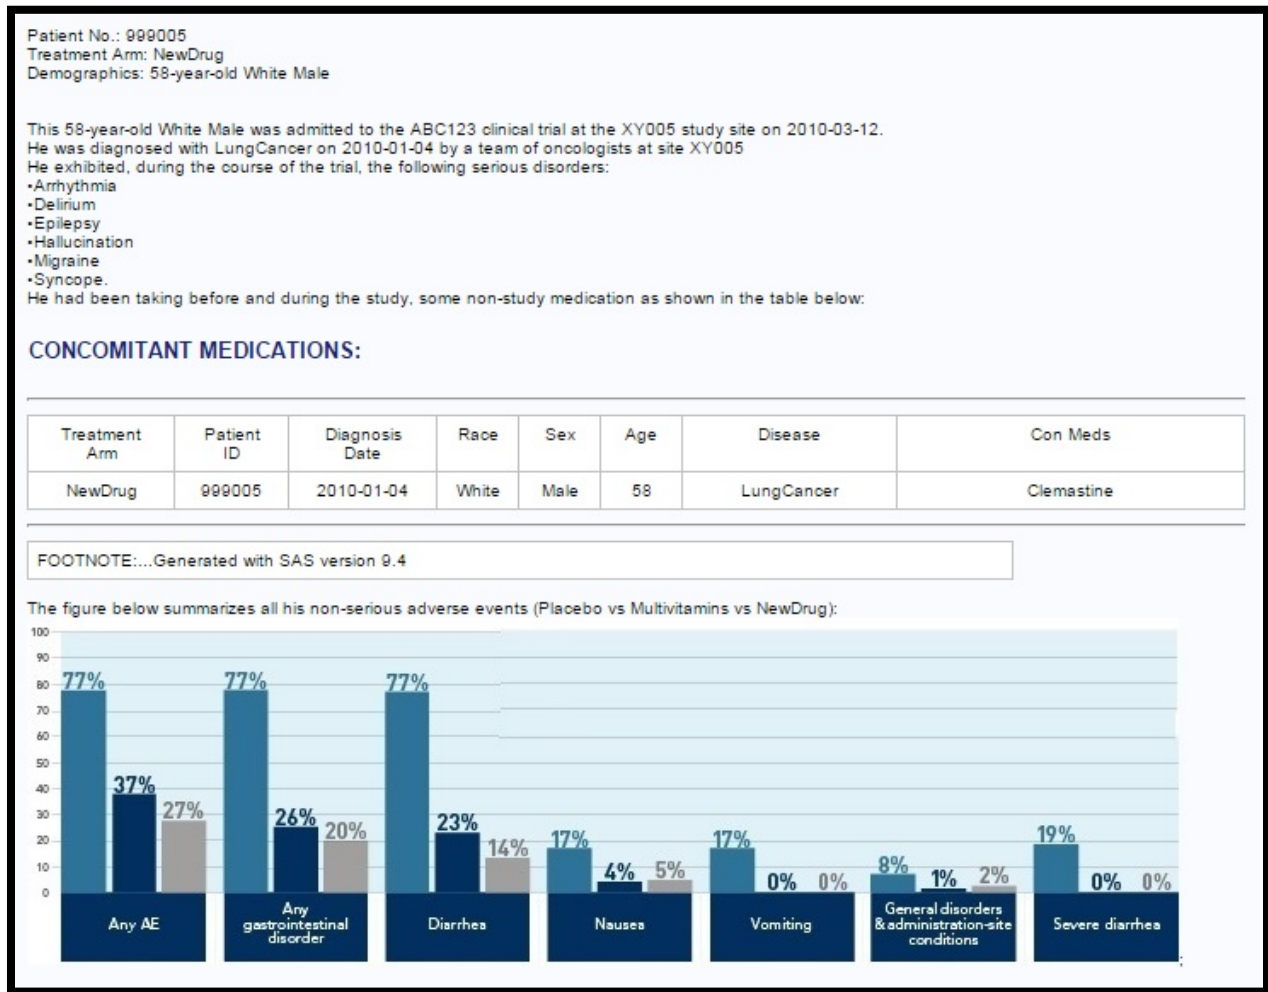 Patient No.: 999005
Treatment Arm: NewDrug
Demographics: 58-year-old White Male
This 58-year-old White Male was admitted to the ABC123 clinical trial at the XY005 study site on 2010-03-12.
He was diagnosed with LungCancer on 2010-01-04 by a team of oncologists at site XY005
He exhibited, during the course of the trial, the following serious disorders:
•Arrhythmia
•Delirium
•Epilepsy
•Hallucination
•Migraine
•Syncope.
He had been taking before and during the study, some non-study medication as shown in the table below:
CONCOMITANT MEDICATIONS:
Treatment Arm Patient ID Diagnosis Date Race Sex Age Disease Con Meds
NewDrug 999005 2010-01-04 White Male 58 LungCancer Clemastine
FOOTNOTE:...Generated with SAS version 9.4
The figure below summarizes all his non-serious adverse events (Placebo vs Multivitamins vs NewDrug):
100
90
80
70
60
50
40
30
20
10
0
77% 37% 27%
77% 26% 20%
77% 23% 14%
17% 4% 5%
17% 0% 0%
8% 1% 2%
19% 0% 0%
Any AE
Any
gastrointestinal
disorder
Diarrhea
Nausea
Vomiting
General disorders
& administration-site
conditions
Severe diarrhea
;